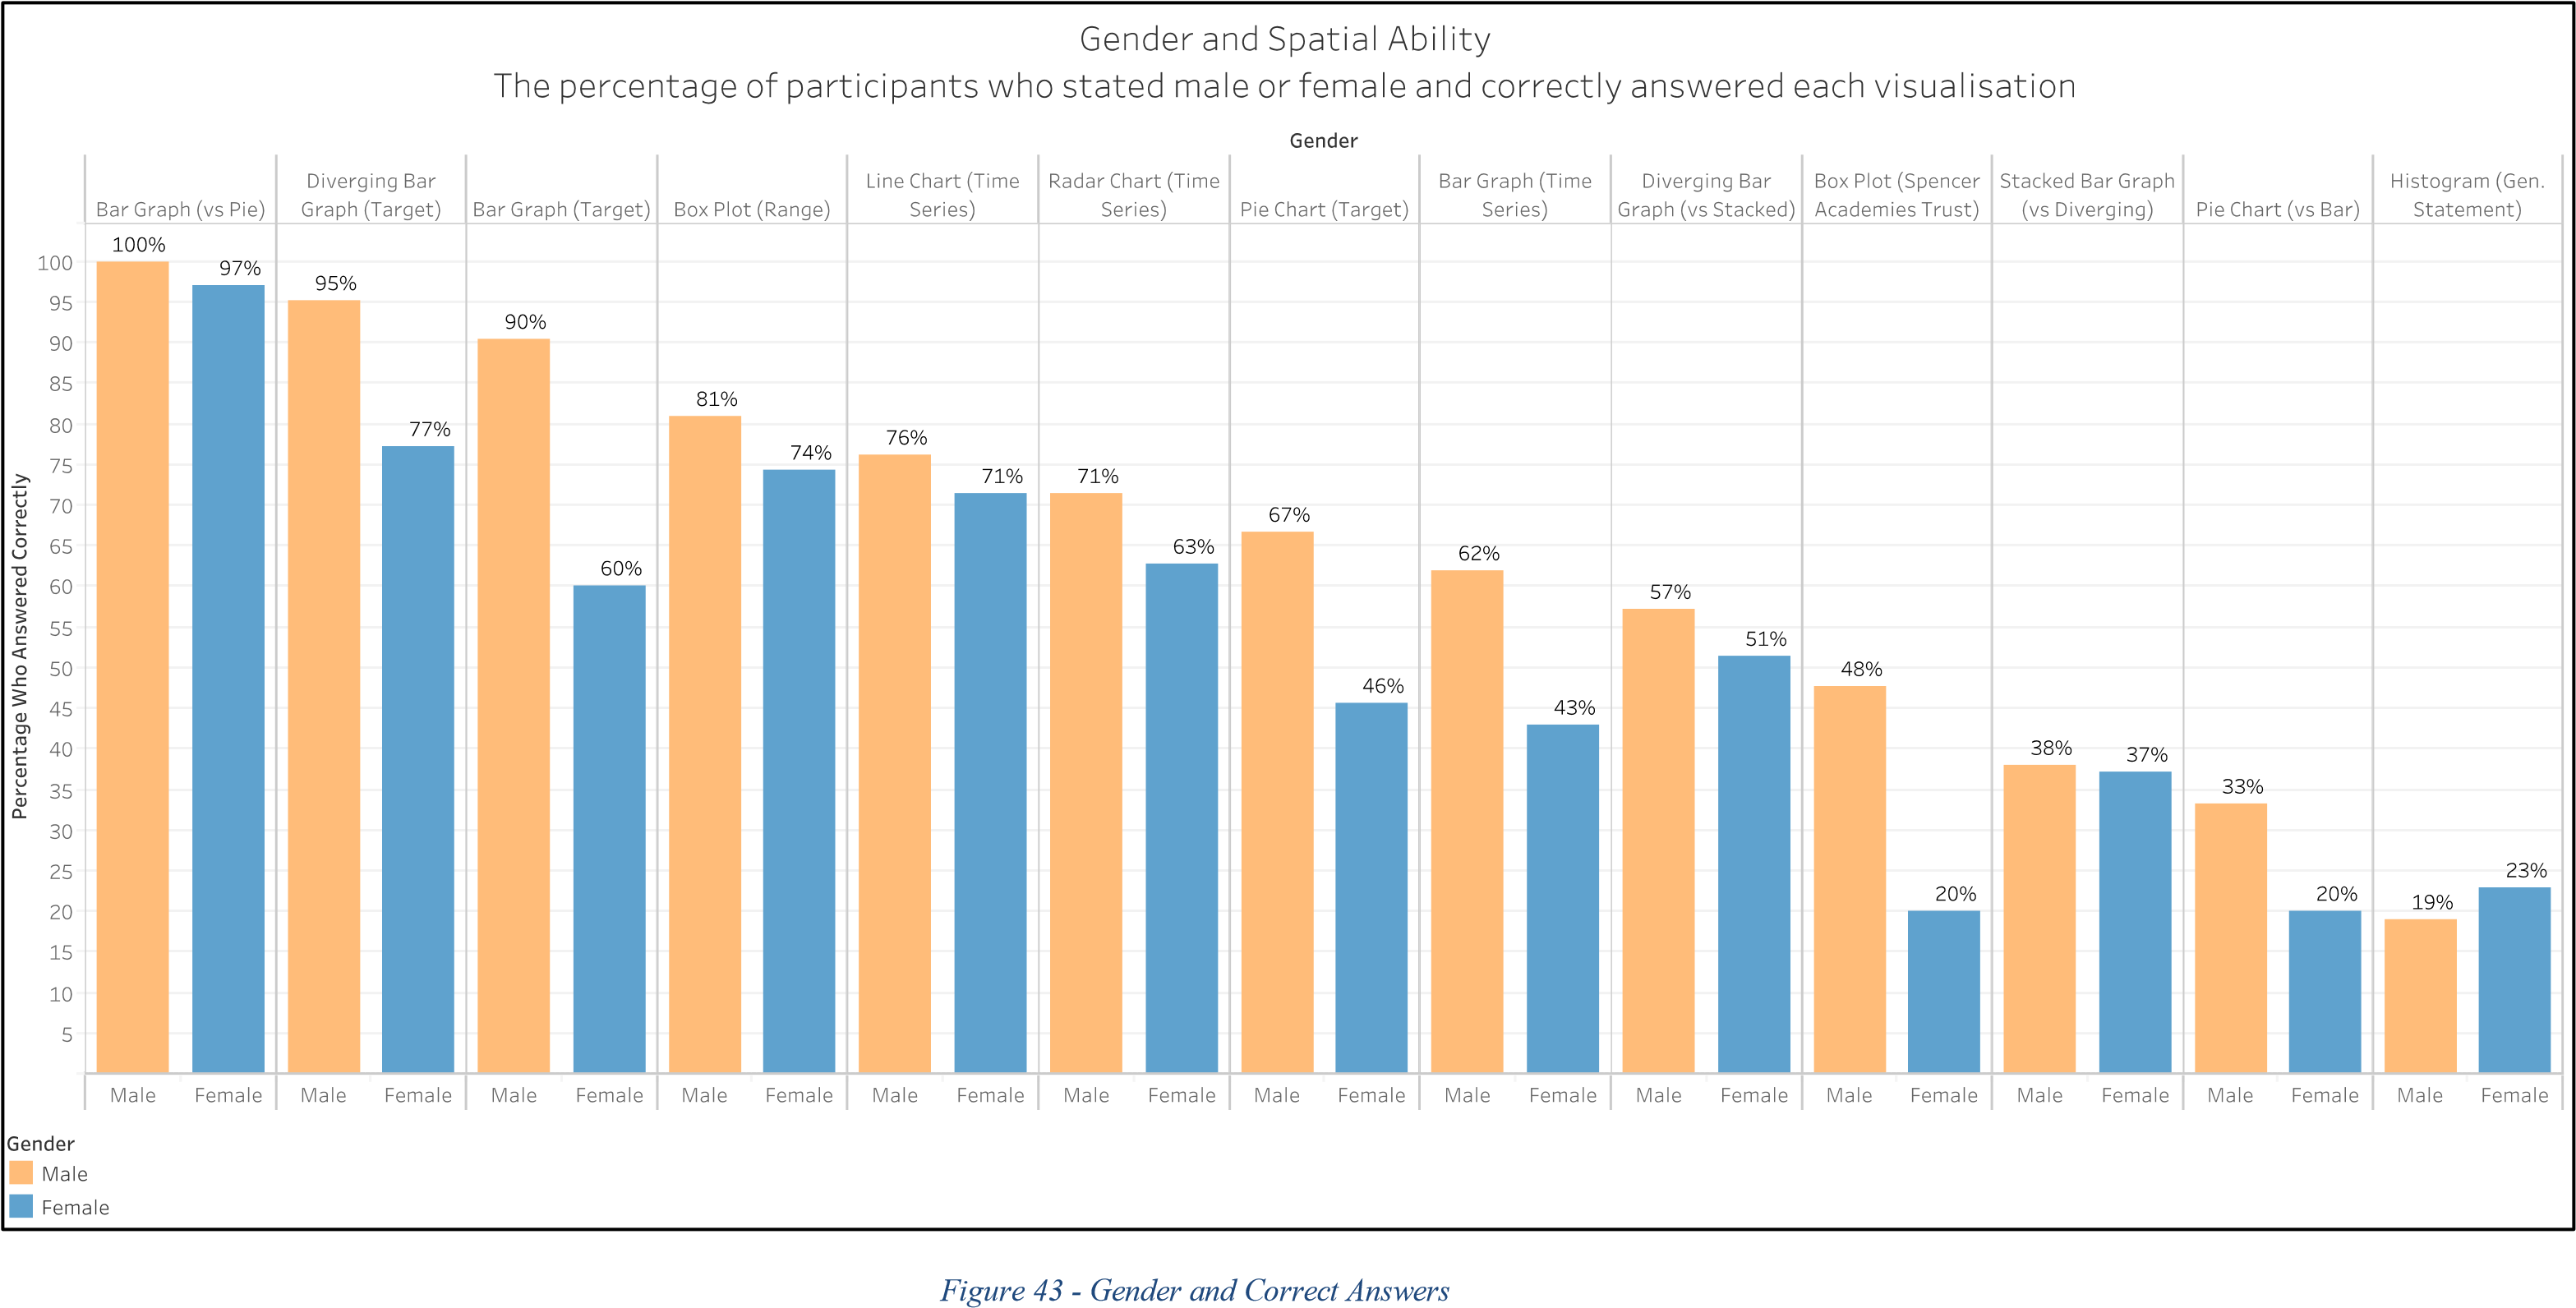 Gender and Spatial Ability
The percentage of participants who stated male or female and correctly answered each visualisation
Gender
Bar Graph (vs Pie)
Diverging Bar
Graph (Target)
Bar Graph (Target)
Box Plot (Range)
Line Chart (Time
Series)
Radar Chart (Time
Series)
Pie Chart (Target)
Bar Graph (Time
Series)
Diverging Bar
Graph (vs Stacked)
Box Plot (Spencer
Academies Trust)
Stacked Bar Graph
(vs Diverging)
Pie Chart (vs Bar)
Histogram (Gen.
Statement)
Percentage Who Answered Correctly
100
95
90
85
80
75
70
65
60
55
50
45
40
35
30
25
20
15
10
5
100%
97%
95%
77%
90%
60%
81%
74%
76%
71%
71%
63%
67%
46%
62%
43%
57%
51%
48%
20%
38%
37%
33%
20%
19%
23%
Male Female Male Female Male Female Male Female Male Female Male Female Male Female Male Female Male Female Male Female Male Female Male Female Male Female
Gender
Male
Female
Figure 43 - Gender and Correct Answers